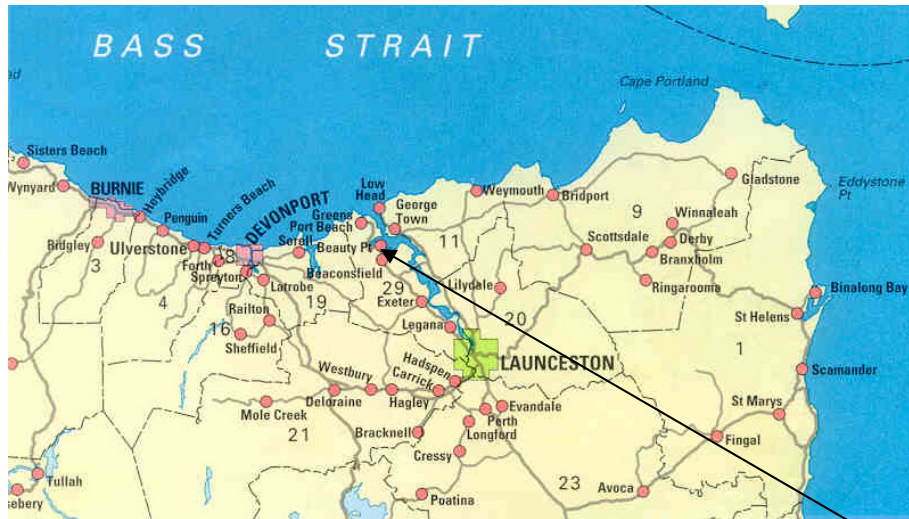 BASS STRAIT
ad
Cape Portland
Sisters Beach
Wynyard
BURNIE
Heybridge
Penguin
Turners Beach
DEVONPORT
Low
Head
Greens
Beach
George
Town
Weymouth
Bridport
Gladstone
Eddystone
Pt
Winnaleah
9
Derby
Branxholm
Ringarooma
Scottsdale
11
Port
Sorell
Beauty Pt
Beaconsfield
Ridgley
Ulverstone
8
Forth
Spreyton
Latrobe
3
4
19
29
Exeter
Lilydale
20
Binalong Bay
St Helens
Railton
16
Sheffield
Legana
1
LAUNCESTON
Hadspen
Carrick
Westbury
Scamander
Deloraine
Hagley
Mole Creek
Evandale
Perth
Longford
St Marys
21
Bracknell
Cressy
Fingal
Tullah
sebery
Poatina
23
Avoca